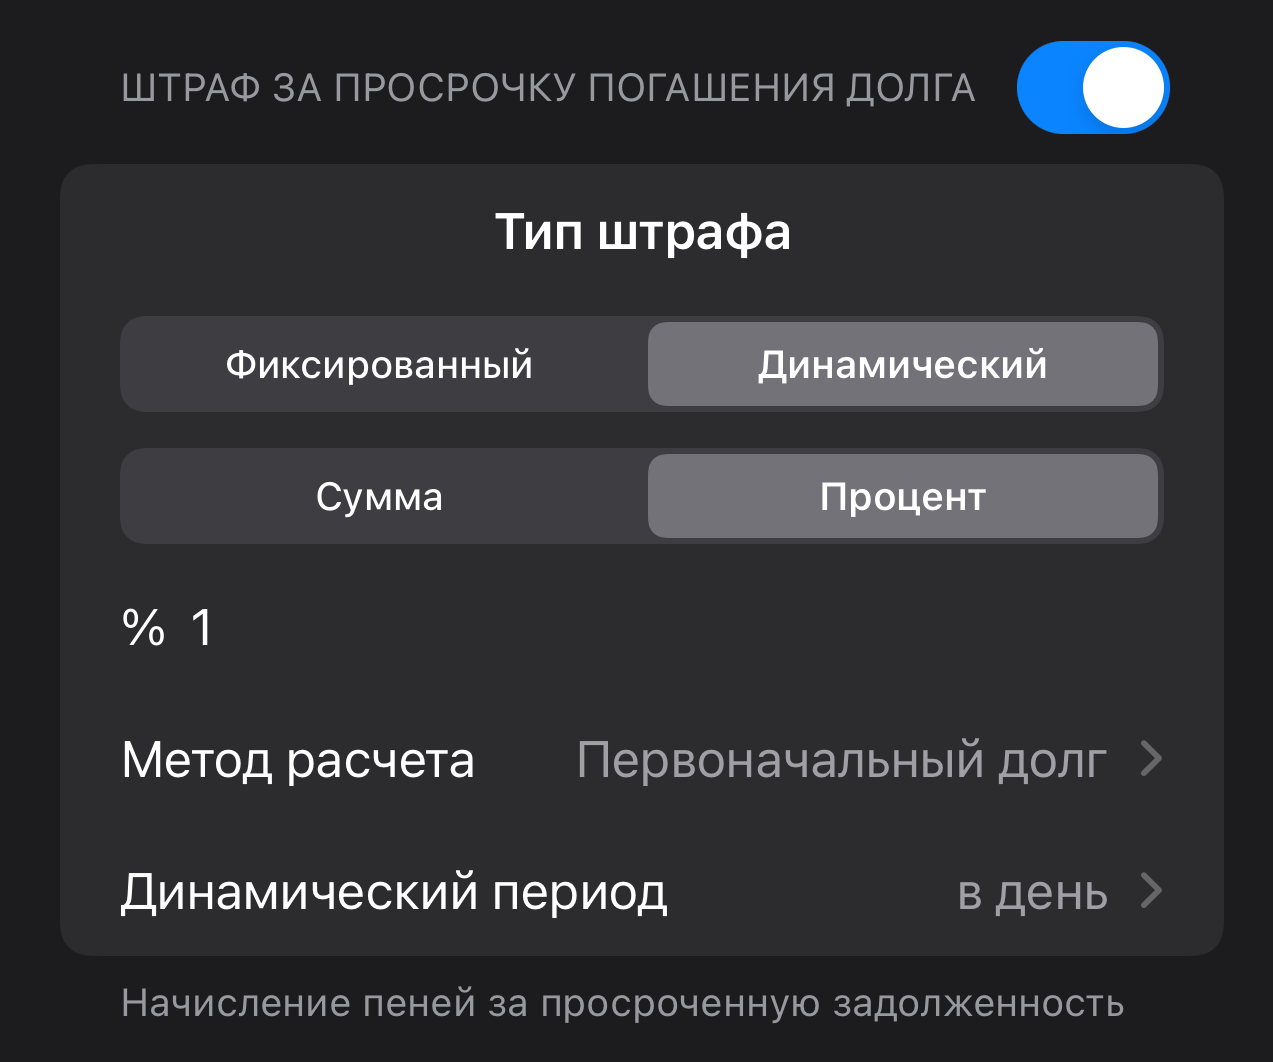 ШТРАФ ЗА ПРОСРОЧКУ ПОГАШЕНИЯ ДОЛГА
Тип штрафа
Фиксированный Динамический
Сумма Процент
% 1
Метод расчета Первоначальный долг
Динамический период в день
Начисление пеней за просроченную задолженность